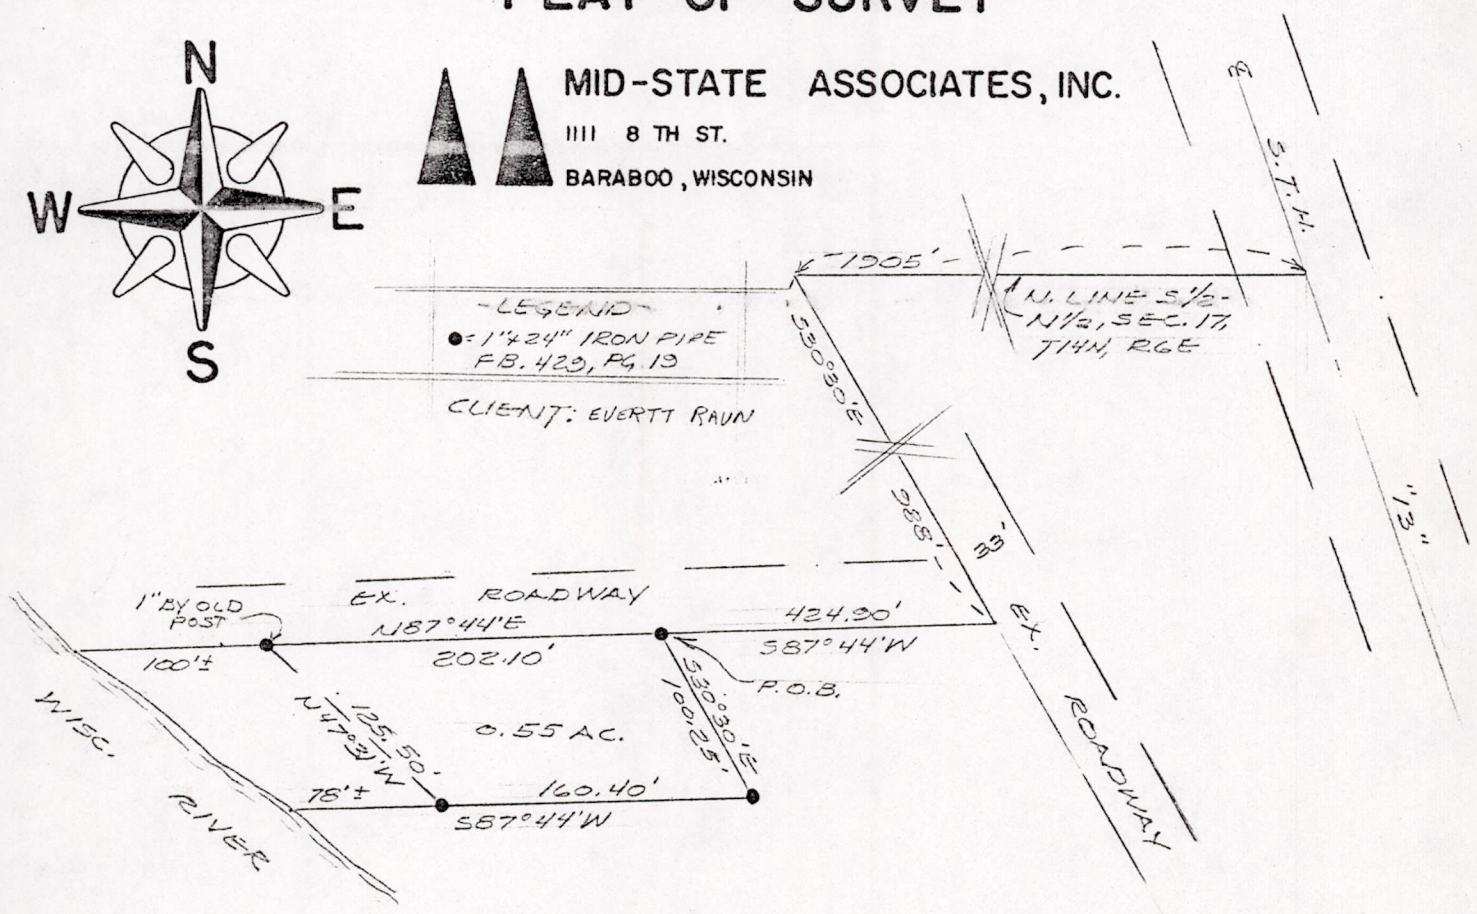 PLAT OF SURVEY
N
W
E
S
MID-STATE ASSOCIATES, INC.
1111 8 TH ST.
BARABOO, WISCONSIN
-LEGEND-
●= 1"x24" IRON PIPE
F.B. 429, PG. 19
CLIENT: EVERTT RAUN
1905'
N. LINE S1/2-
N1/2, SEC. 17,
T14N, R6E
S.T.H.
"13"
S30°30'E
988'
33'
EX.
ROADWAY
EX. ROADWAY
1" BY OLD
POST
N87°44'E
424.90'
100'±
202.10'
S87°44'W
P.O.B.
S30°30'E
100.25'
125.50'
N47°31'W
0.55 AC.
78'±
160.40'
S87°44'W
WISC.
RIVER